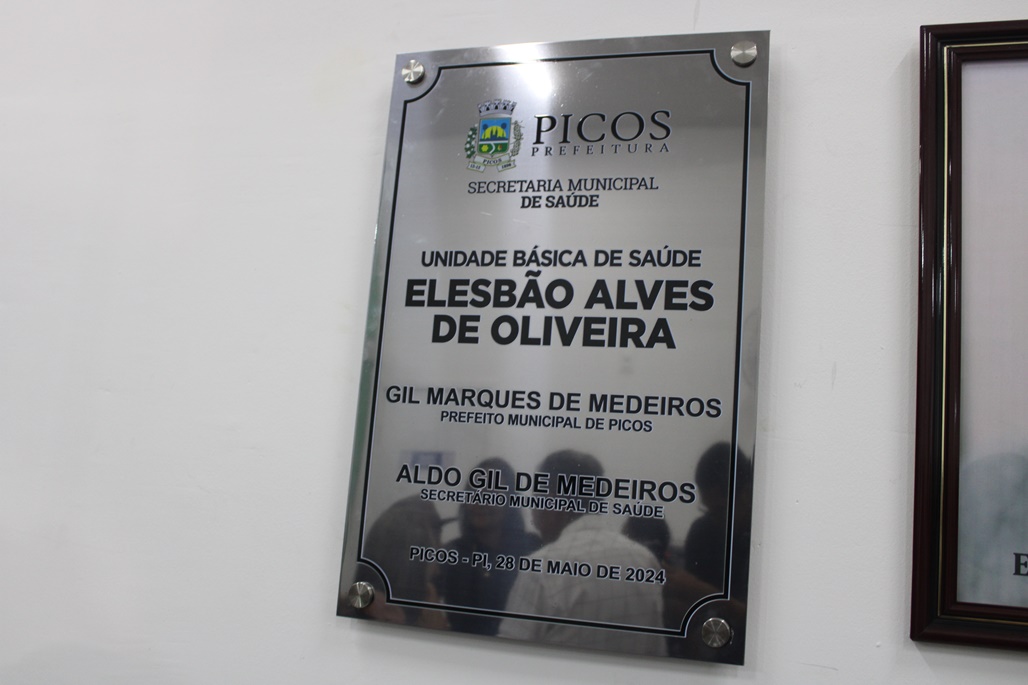 PICOS
PREFEITURA
PICOS
SECRETARIA MUNICIPAL
DE SAÚDE
UNIDADE BÁSICA DE SAÚDE
ELESBÃO ALVES
DE OLIVEIRA
GIL MARQUES DE MEDEIROS
PREFEITO MUNICIPAL DE PICOS
ALDO GIL DE MEDEIROS
SECRETÁRIO MUNICIPAL DE SAÚDE
PICOS - PI, 28 DE MAIO DE 2024